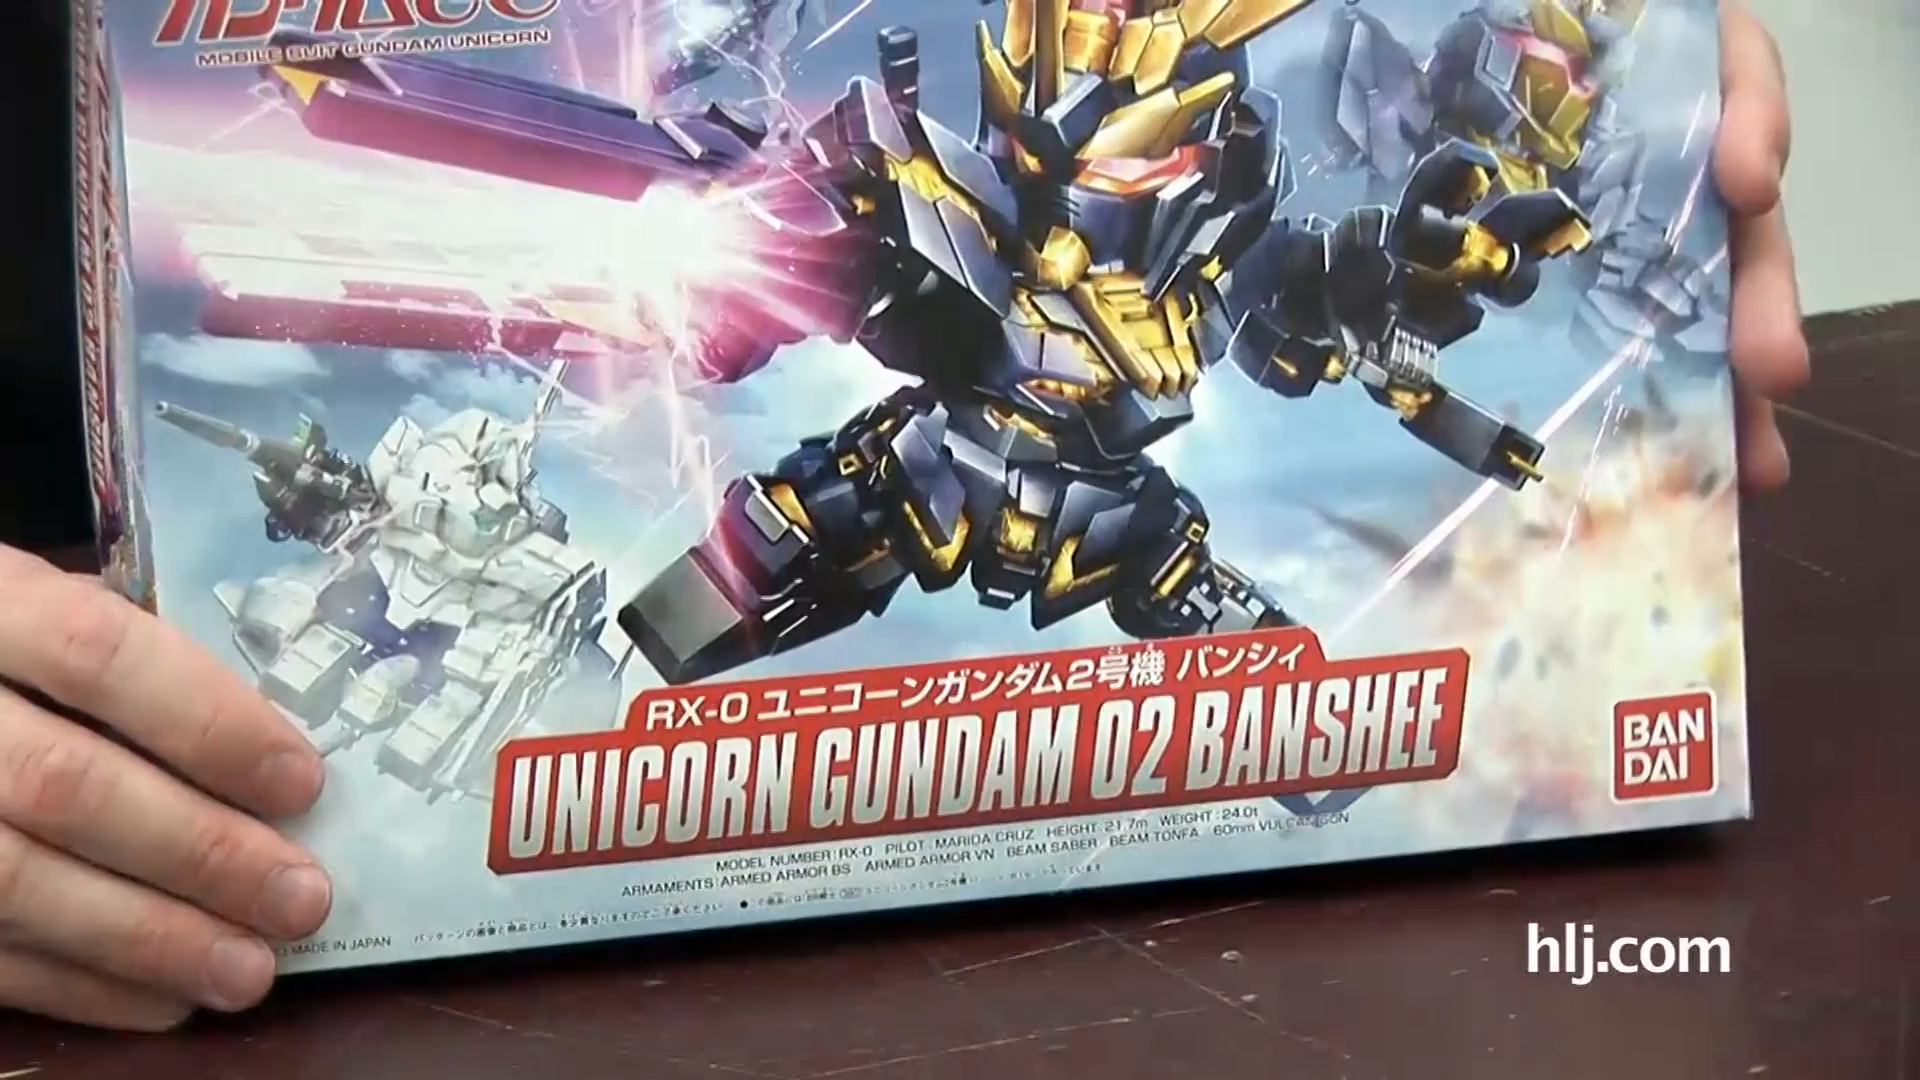 MOBILE SUIT GUNDAM UNICORN
RX-0 ユニコーンガンダム2号機 バンシィ
UNICORN GUNDAM 02 BANSHEE
BAN
DAI
MODEL NUMBER:RX-0 PILOT:MARIDA CRUZ HEIGHT:21.7m WEIGHT:24.0t
ARMAMENTS:ARMED ARMOR BS ARMED ARMOR VN BEAM SABER BEAM TONFA 60mm VULCAN GUN
MADE IN JAPAN
hlj.com